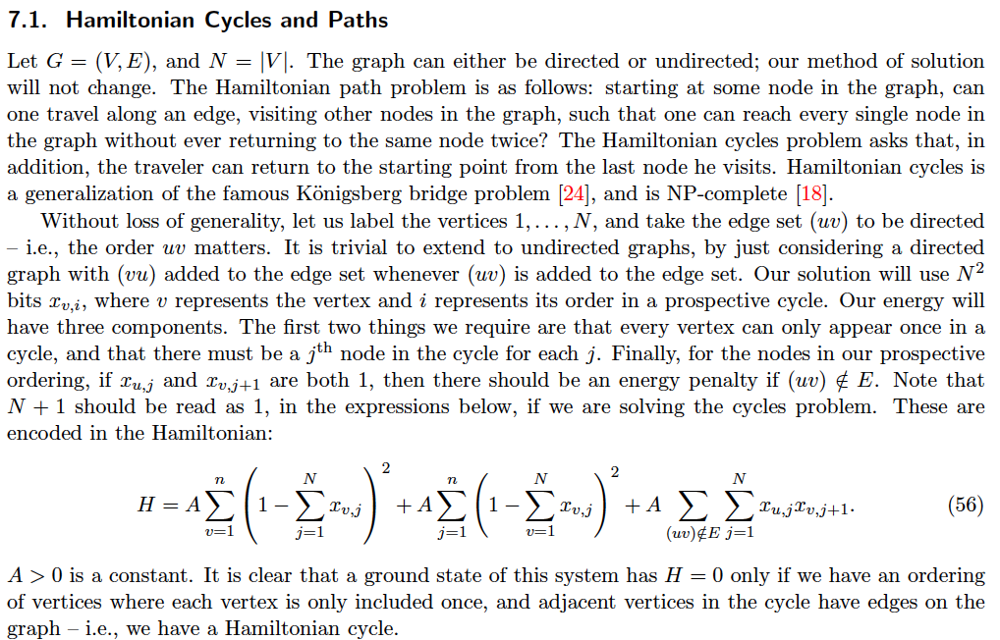 7.1. Hamiltonian Cycles and Paths
Let G = (V, E), and N = |V|. The graph can either be directed or undirected; our method of solution
will not change. The Hamiltonian path problem is as follows: starting at some node in the graph, can
one travel along an edge, visiting other nodes in the graph, such that one can reach every single node in
the graph without ever returning to the same node twice? The Hamiltonian cycles problem asks that, in
addition, the traveler can return to the starting point from the last node he visits. Hamiltonian cycles is
a generalization of the famous Königsberg bridge problem [24], and is NP-complete [18].
Without loss of generality, let us label the vertices 1, . . . , N, and take the edge set (uv) to be directed
– i.e., the order uv matters. It is trivial to extend to undirected graphs, by just considering a directed
graph with (vu) added to the edge set whenever (uv) is added to the edge set. Our solution will use N²
bits x_{v,i}, where v represents the vertex and i represents its order in a prospective cycle. Our energy will
have three components. The first two things we require are that every vertex can only appear once in a
cycle, and that there must be a j^{th} node in the cycle for each j. Finally, for the nodes in our prospective
ordering, if x_{u,j} and x_{v,j+1} are both 1, then there should be an energy penalty if (uv) ∉ E. Note that
N + 1 should be read as 1, in the expressions below, if we are solving the cycles problem. These are
encoded in the Hamiltonian:
H = A \sum_{v=1}^{n} \left( 1 - \sum_{j=1}^{N} x_{v,j} \right)^2 + A \sum_{j=1}^{n} \left( 1 - \sum_{v=1}^{N} x_{v,j} \right)^2 + A \sum_{(uv) \notin E} \sum_{j=1}^{N} x_{u,j} x_{v,j+1}. (56)
A > 0 is a constant. It is clear that a ground state of this system has H = 0 only if we have an ordering
of vertices where each vertex is only included once, and adjacent vertices in the cycle have edges on the
graph – i.e., we have a Hamiltonian cycle.